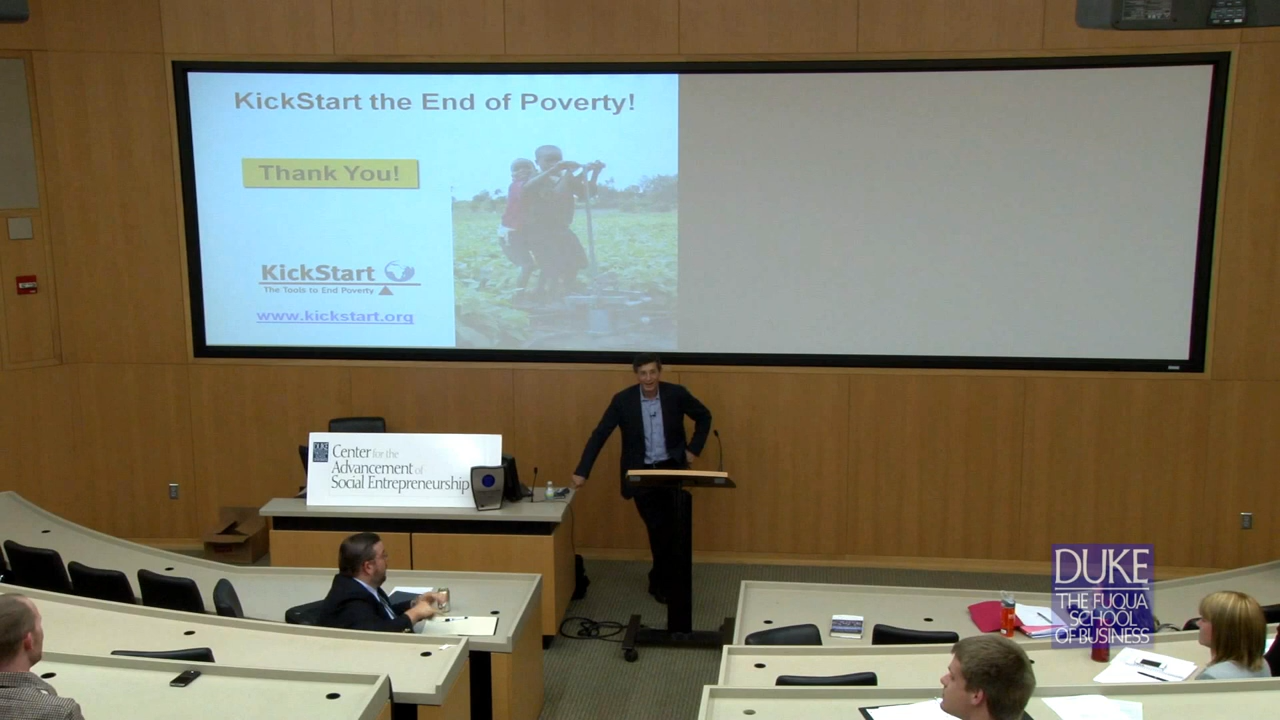 KickStart the End of Poverty!
Thank You!
KickStart
The Tools to End Poverty
www.kickstart.org
DUKE
Center for the
Advancement of
Social Entrepreneurship
DUKE
THE FUQUA
SCHOOL
OF BUSINESS